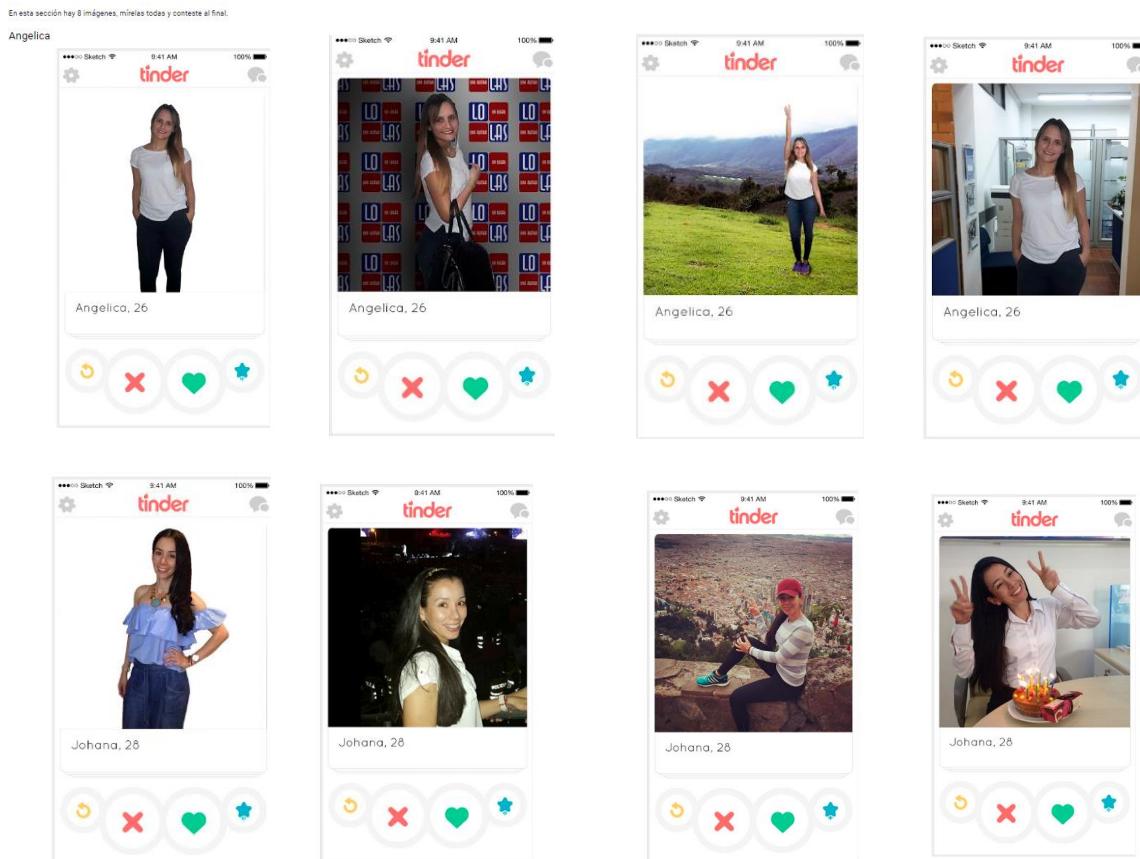 En esta sección hay 8 imágenes, mírelas todas y conteste al final.
Angelica
Sketch 9:41 AM 100%
tinder
Angelica, 26
Sketch 9:41 AM 100%
tinder
LO LAS
Angelica, 26
Sketch 9:41 AM 100%
tinder
Angelica, 26
Sketch 9:41 AM 100%
tinder
Angelica, 26
Sketch 9:41 AM 100%
tinder
Johana, 28
Sketch 9:41 AM 100%
tinder
Johana, 28
Sketch 9:41 AM 100%
tinder
Johana, 28
Sketch 9:41 AM 100%
tinder
Johana, 28